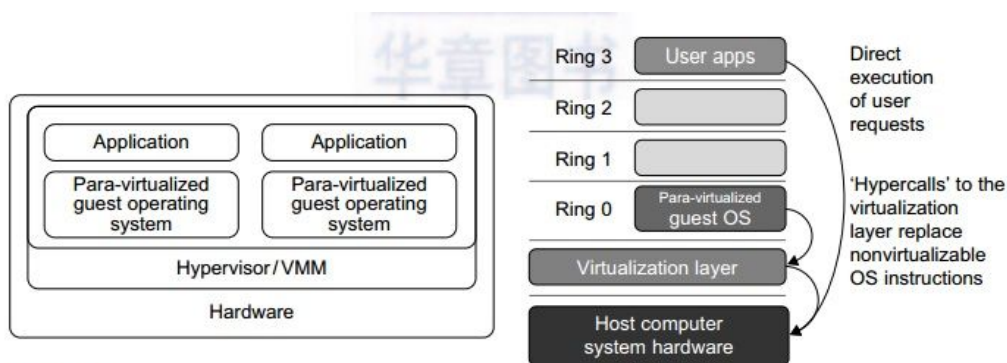 华章图书
Application
Application
Para-virtualized
guest operating
system
Para-virtualized
guest operating
system
Hypervisor/VMM
Hardware
Ring 3
User apps
Ring 2
Ring 1
Ring 0
Para-virtualized
guest OS
Virtualization layer
Host computer
system hardware
Direct
execution
of user
requests
‘Hypercalls’ to the
virtualization
layer replace
nonvirtualizable
OS instructions